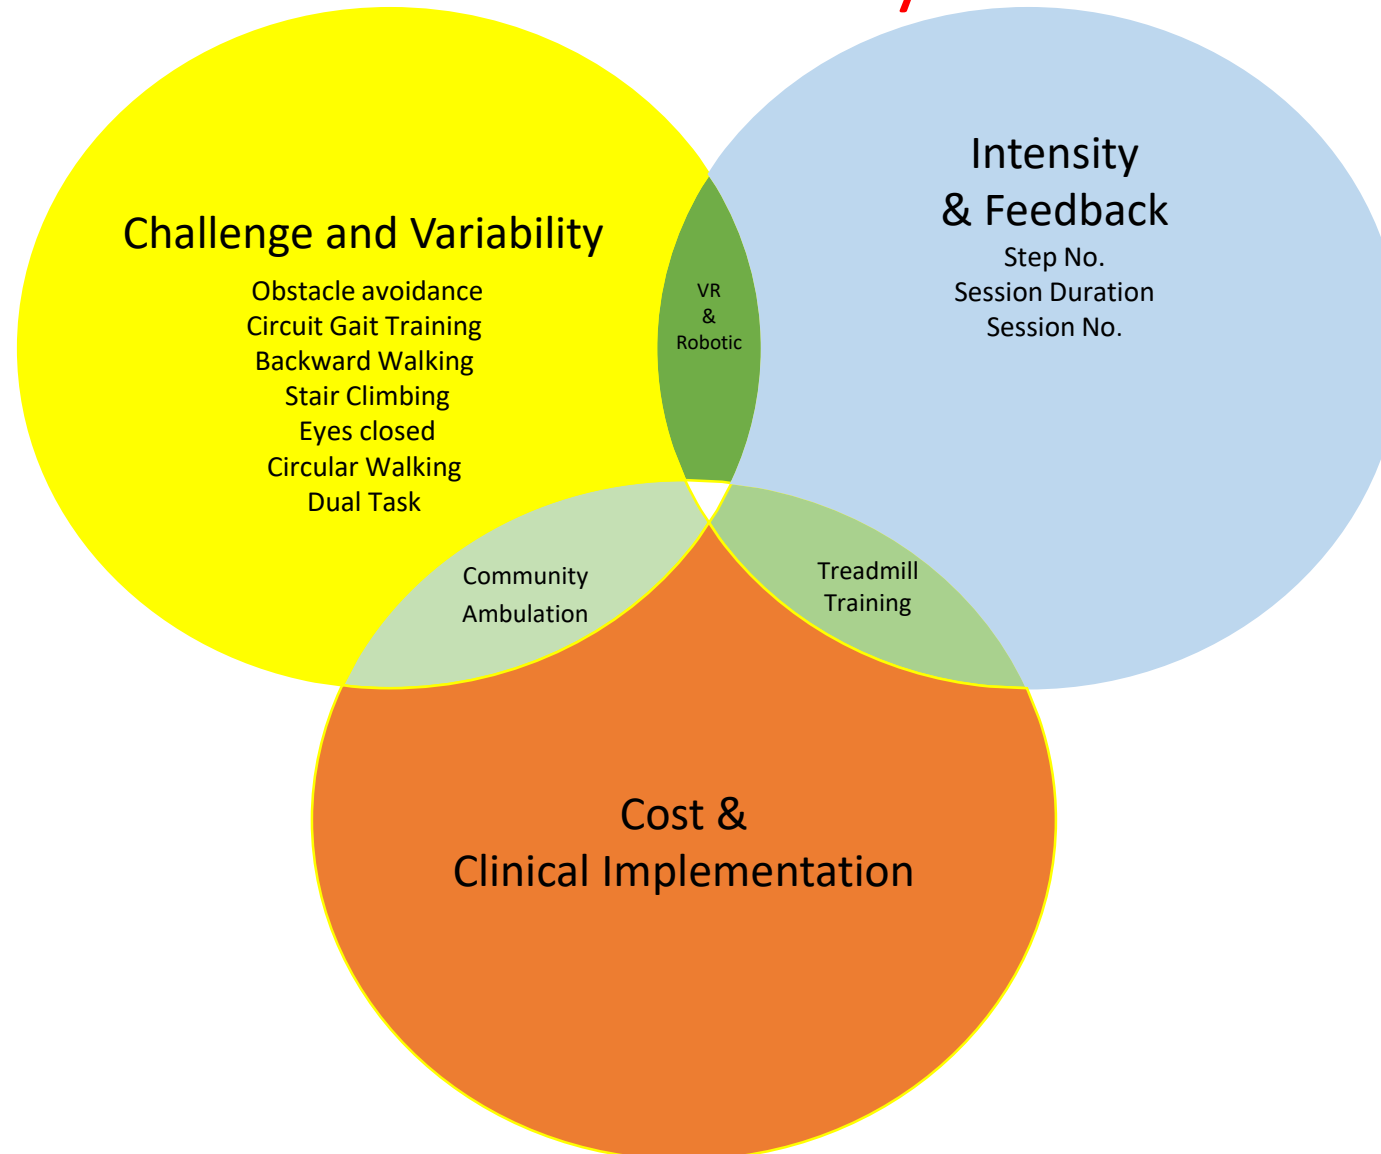 Challenge and Variability
Obstacle avoidance
Circuit Gait Training
Backward Walking
Stair Climbing
Eyes closed
Circular Walking
Dual Task
Intensity
& Feedback
Step No.
Session Duration
Session No.
VR
&
Robotic
Community
Ambulation
Treadmill
Training
Cost &
Clinical Implementation